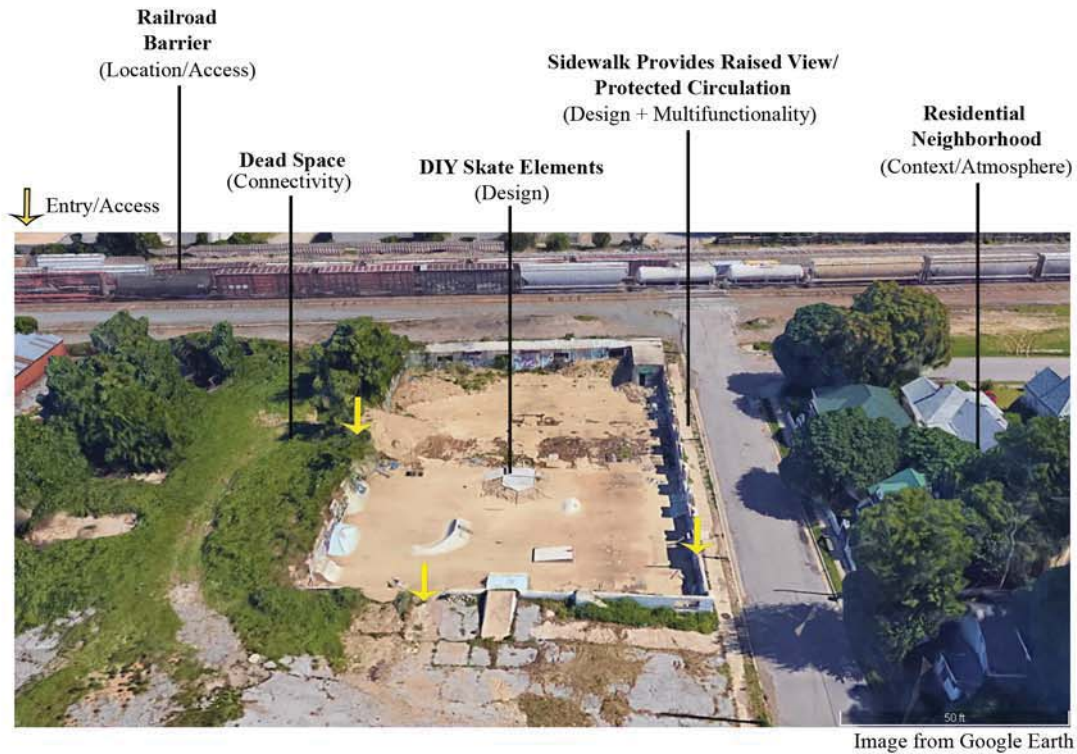 Railroad
Barrier
(Location/Access)
Sidewalk Provides Raised View/
Protected Circulation
(Design + Multifunctionality)
Residential
Neighborhood
(Context/Atmosphere)
Dead Space
(Connectivity)
DIY Skate Elements
(Design)
Entry/Access
50 ft
Image from Google Earth